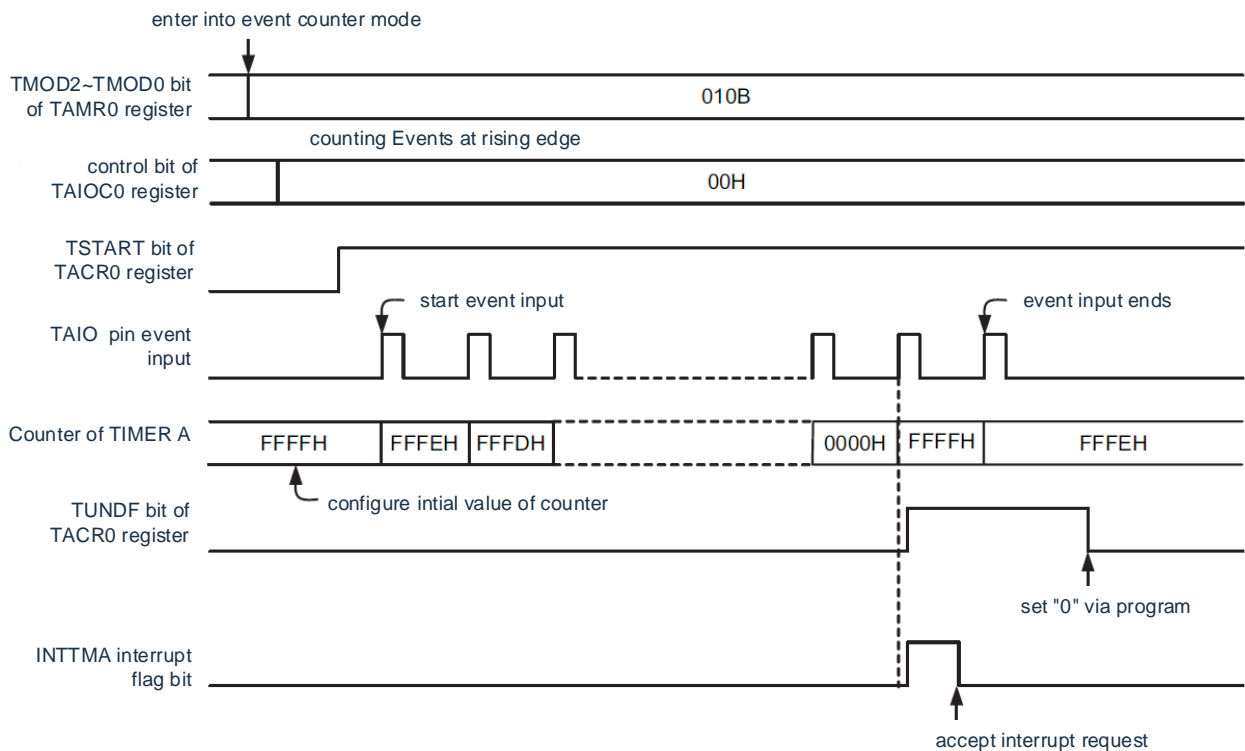 enter into event counter mode
TMOD2~TMOD0 bit
of TAMR0 register
010B
counting Events at rising edge
control bit of
TAIOC0 register
00H
TSTART bit of
TACR0 register
start event input
event input ends
TAIO pin event
input
Counter of TIMER A
FFFFH
FFFEH
FFFDH
0000H
FFFFH
FFFEH
configure intial value of counter
TUNDF bit of
TACR0 register
set "0" via program
INTTMA interrupt
flag bit
accept interrupt request